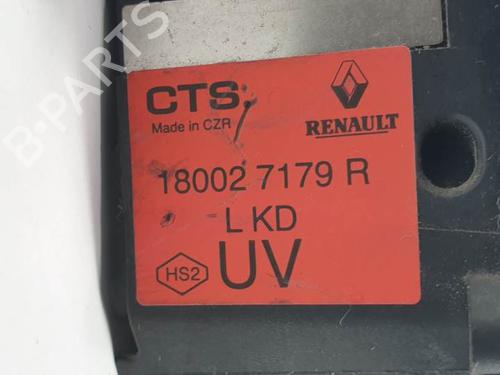 B-PARTS
CTS.
Made in CZR
RENAULT
18002 7179 R
L KD
HS2
UV